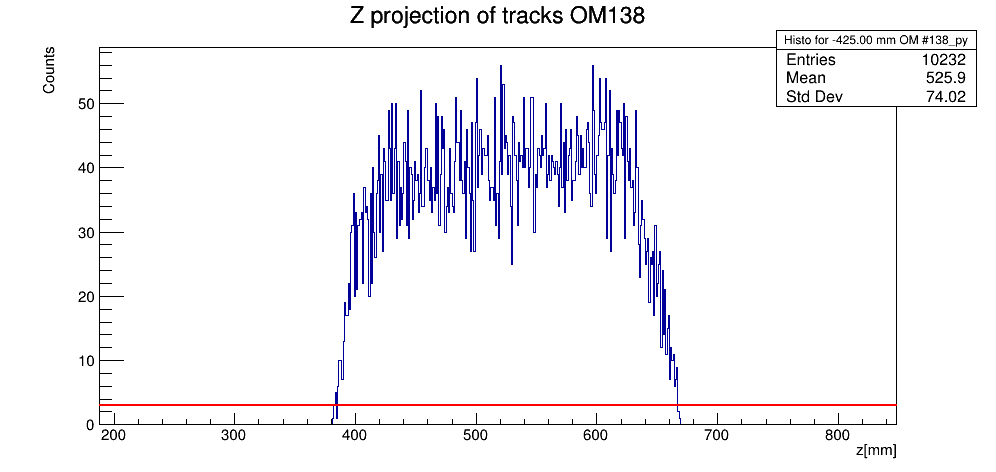 Z projection of tracks OM138
Histo for -425.00 mm OM #138_py
Entries 10232
Mean 525.9
Std Dev 74.02
Counts
50
40
30
20
10
0
200 300 400 500 600 700 800
z[mm]